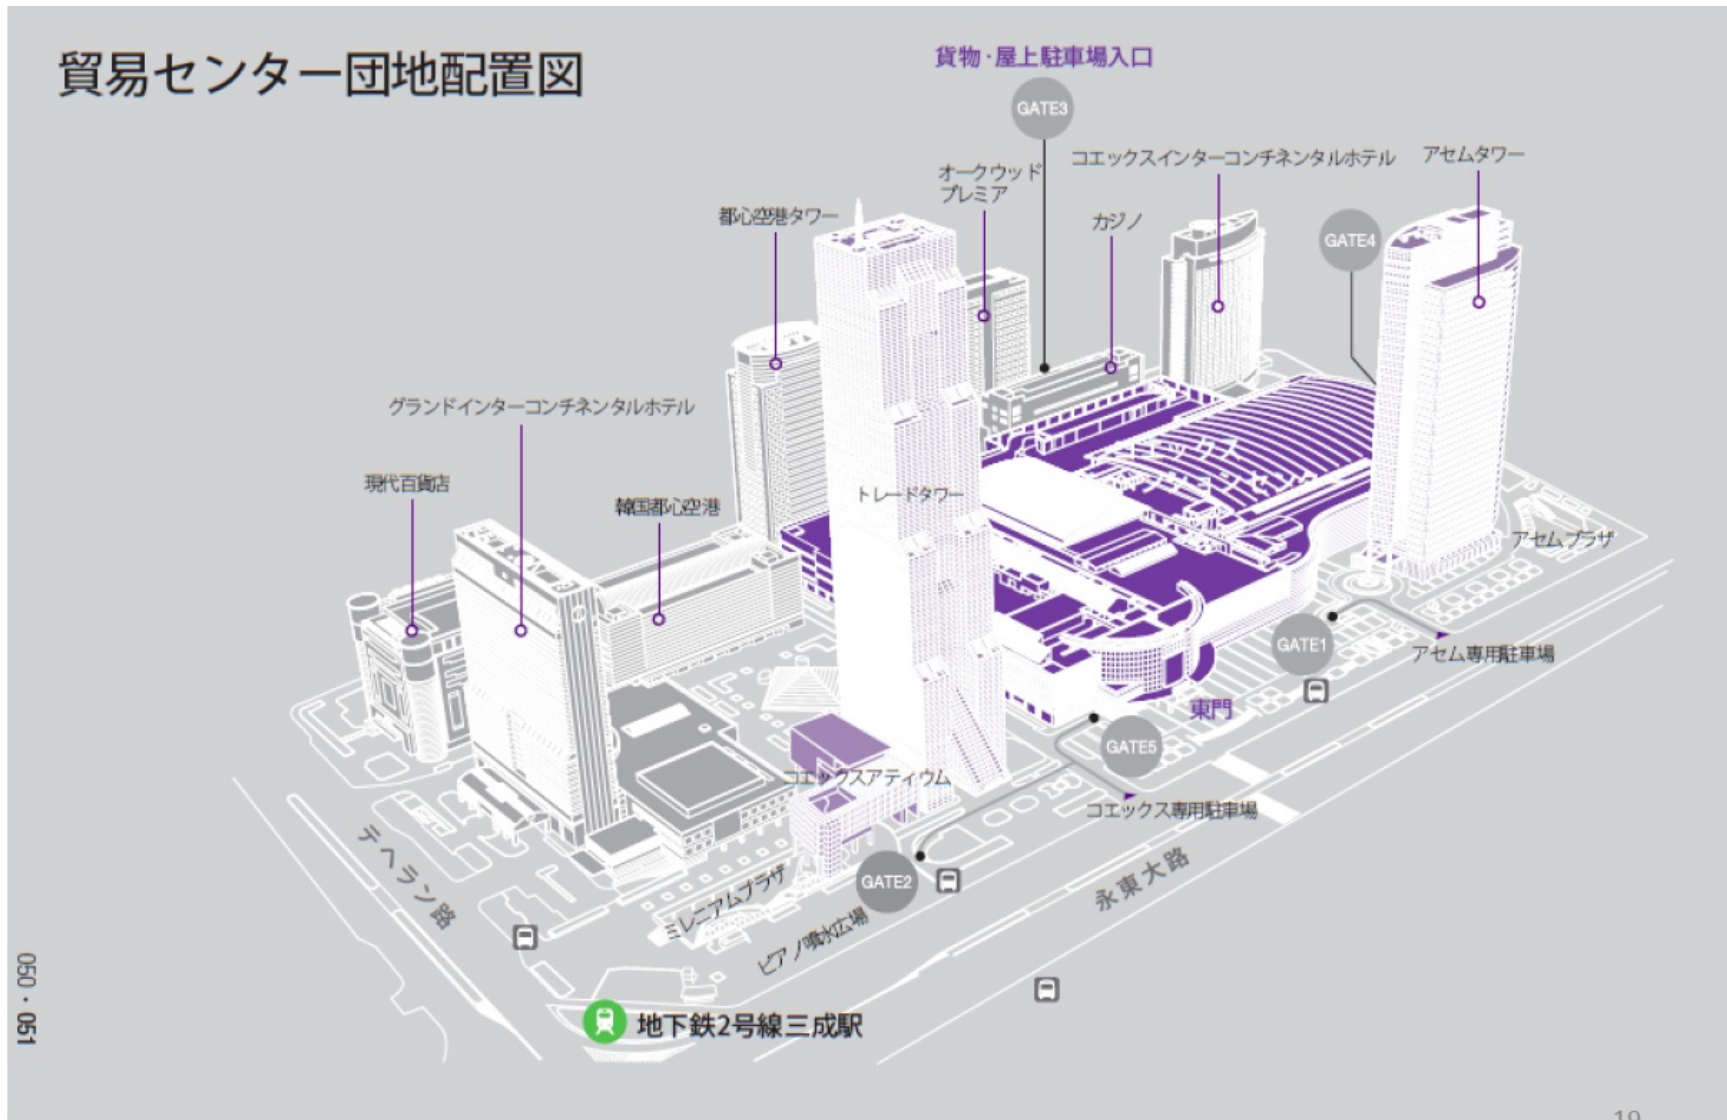 貿易センター団地配置図
貨物·屋上駐車場入口
GATE3
コエックスインターコンチネンタルホテル
アセムタワー
オークウッド
プレミア
都心空港タワー
カジノ
GATE4
グランドインターコンチネンタルホテル
現代百貨店
韓国都心空港
トレードタワー
コエックス
アセムプラザ
GATE1
アセム専用駐車場
東門
GATE5
コエックスアティウム
コエックス専用駐車場
テヘラン路
GATE2
永東大路
ミレニアムプラザ
ピアノ噴水広場
地下鉄2号線三成駅
050・051
19